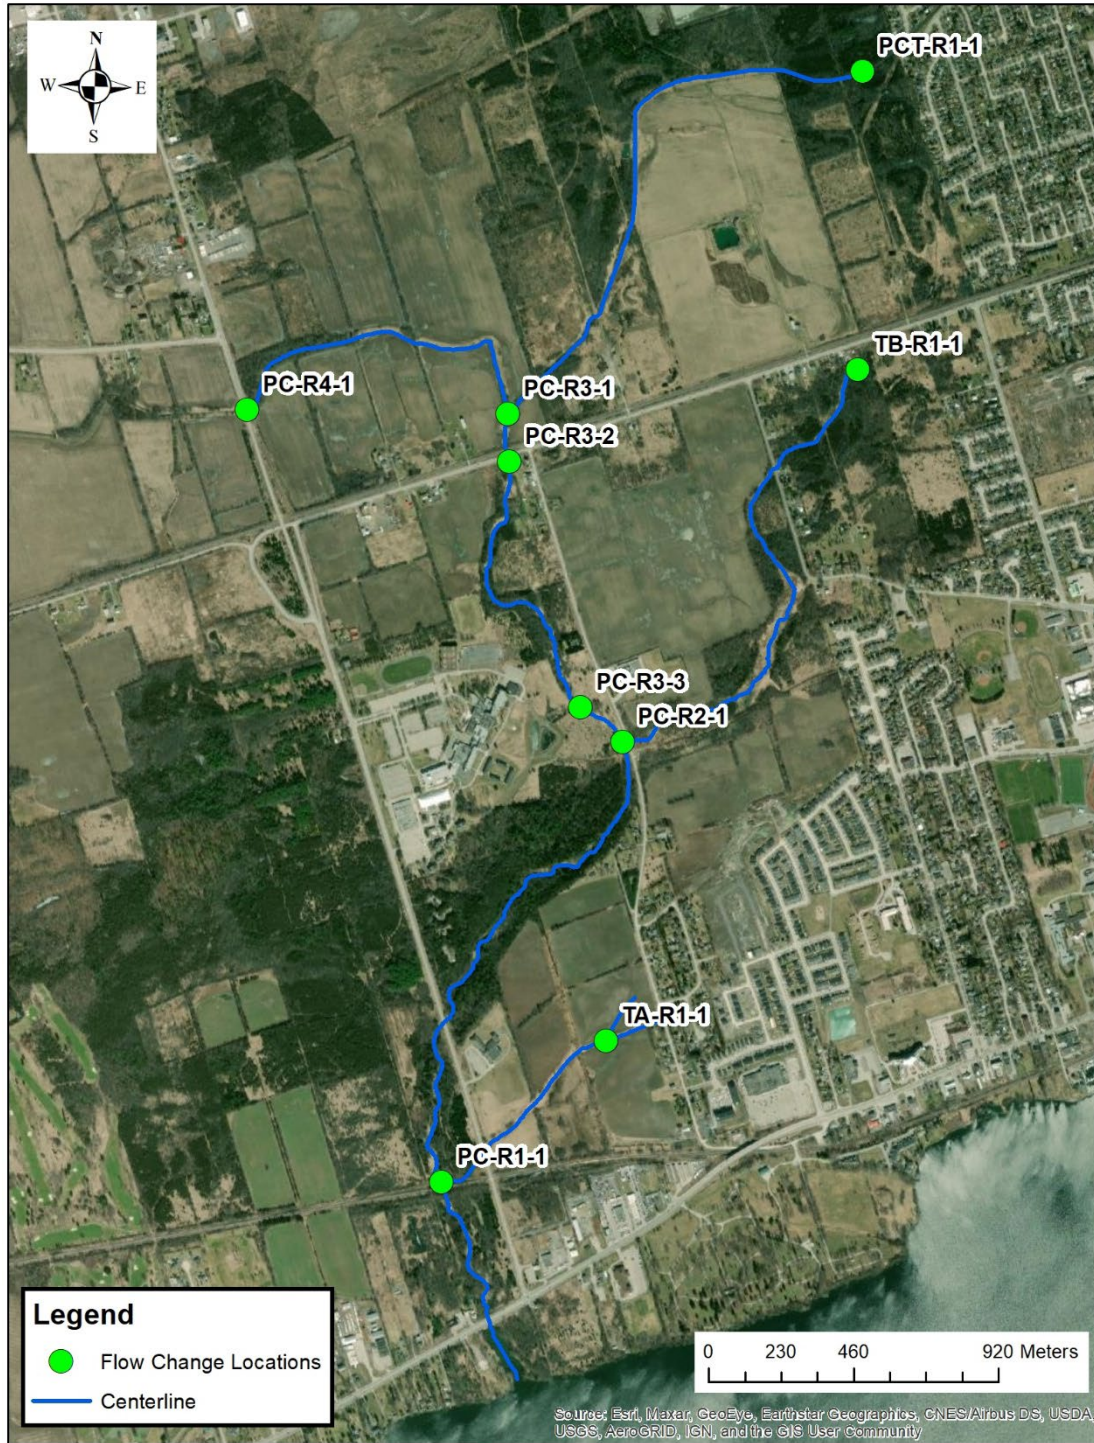 N
W E
S
PCT-R1-1
TB-R1-1
PC-R4-1
PC-R3-1
PC-R3-2
PC-R3-3
PC-R2-1
TA-R1-1
PC-R1-1
Legend
Flow Change Locations
Centerline
0 230 460 920 Meters
Source: Esri, Maxar, GeoEye, Earthstar Geographics, CNES/Airbus DS, USDA,
USGS, AeroGRID, IGN, and the GIS User Community